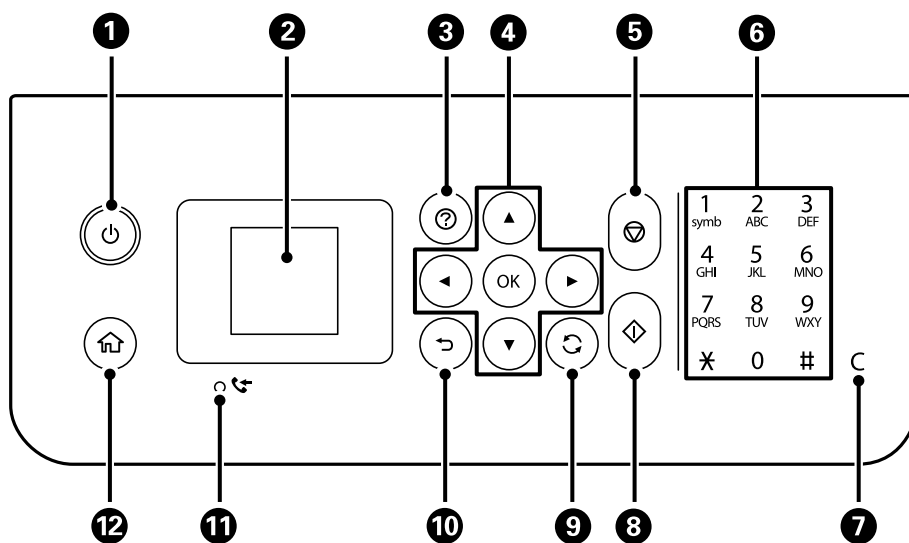 1 2 3 4 5 6
1 2 3
symb ABC DEF
4 5 6
GHI JKL MNO
OK
7 8 9
PQRS TUV WXY
* 0 #
C
12 11 10 9 8 7